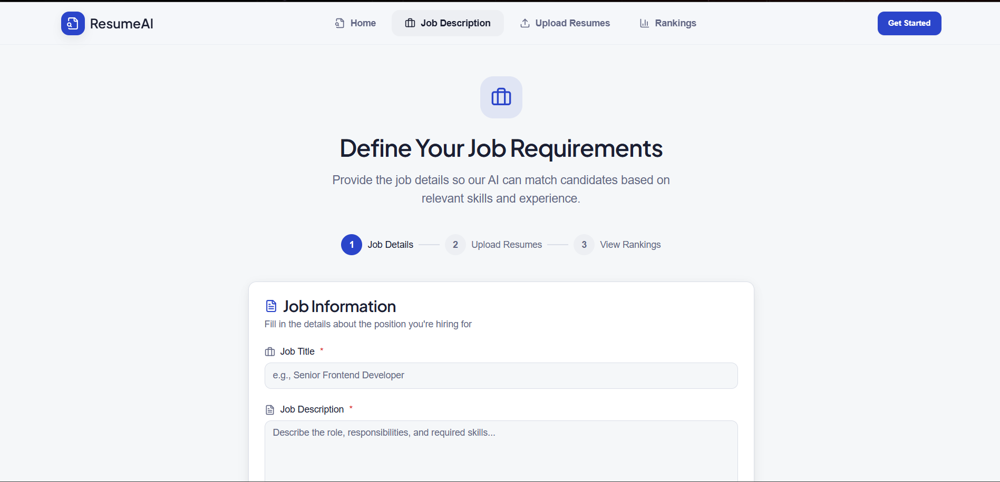 ResumeAI
Home
Job Description
Upload Resumes
Rankings
Get Started
Define Your Job Requirements
Provide the job details so our AI can match candidates based on
relevant skills and experience.
1 Job Details
2 Upload Resumes
3 View Rankings
Job Information
Fill in the details about the position you're hiring for
Job Title *
e.g., Senior Frontend Developer
Job Description *
Describe the role, responsibilities, and required skills...